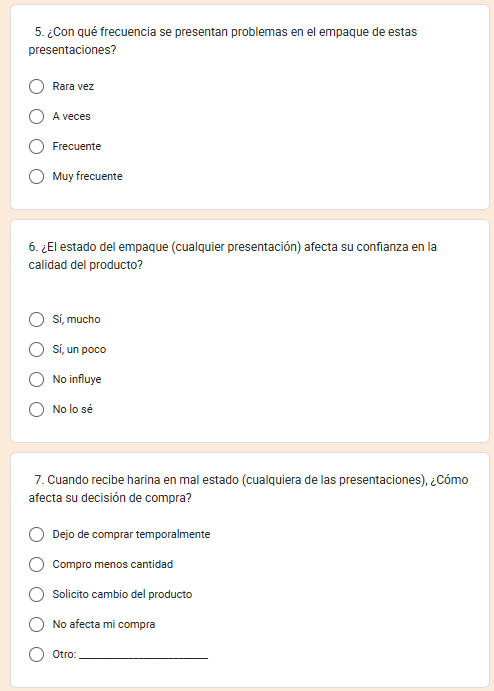 5. ¿Con qué frecuencia se presentan problemas en el empaque de estas
presentaciones?
Rara vez
A veces
Frecuente
Muy frecuente
6. ¿El estado del empaque (cualquier presentación) afecta su confianza en la
calidad del producto?
Sí, mucho
Sí, un poco
No influye
No lo sé
7. Cuando recibe harina en mal estado (cualquiera de las presentaciones), ¿Cómo
afecta su decisión de compra?
Dejo de comprar temporalmente
Compro menos cantidad
Solicito cambio del producto
No afecta mi compra
Otro: ______________________